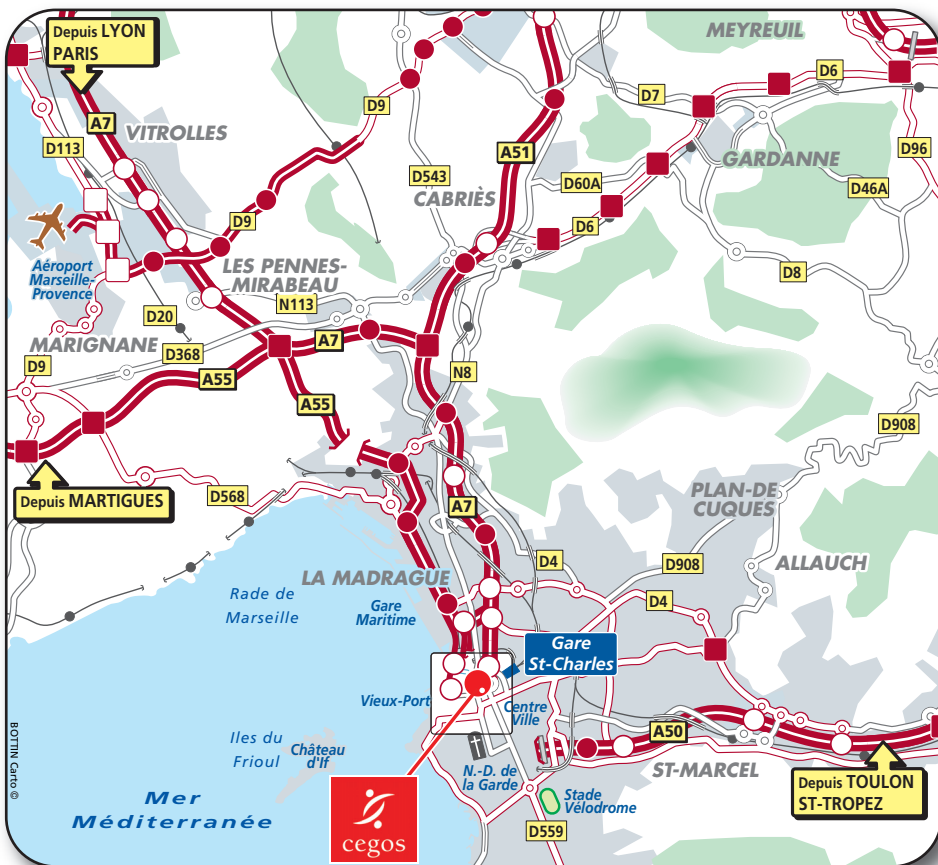 Depuis LYON
PARIS
MEYREUIL
D6
D7
D9
A7
VITROLLES
D113
A51
GARDANNE
D96
D543
D60A
D46A
CABRIÈS
D9
D6
Aéroport
Marseille-
Provence
LES PENNES-
MIRABEAU
D8
N113
D20
MARIGNANE
D368
A7
D9
A55
N8
A55
D908
Depuis MARTIGUES
D568
PLAN-DE
CUQUES
A7
D4
D908
ALLAUCH
LA MADRAGUE
Rade de
Marseille
Gare
Maritime
D4
Gare
St-Charles
Vieux-Port
Centre
Ville
A50
Iles du
Frioul
Château
d'If
N.-D. de
la Garde
ST-MARCEL
Depuis TOULON
ST-TROPEZ
Mer
Méditerranée
Stade
Vélodrome
cegos
D559
BOTTIN Carto ©